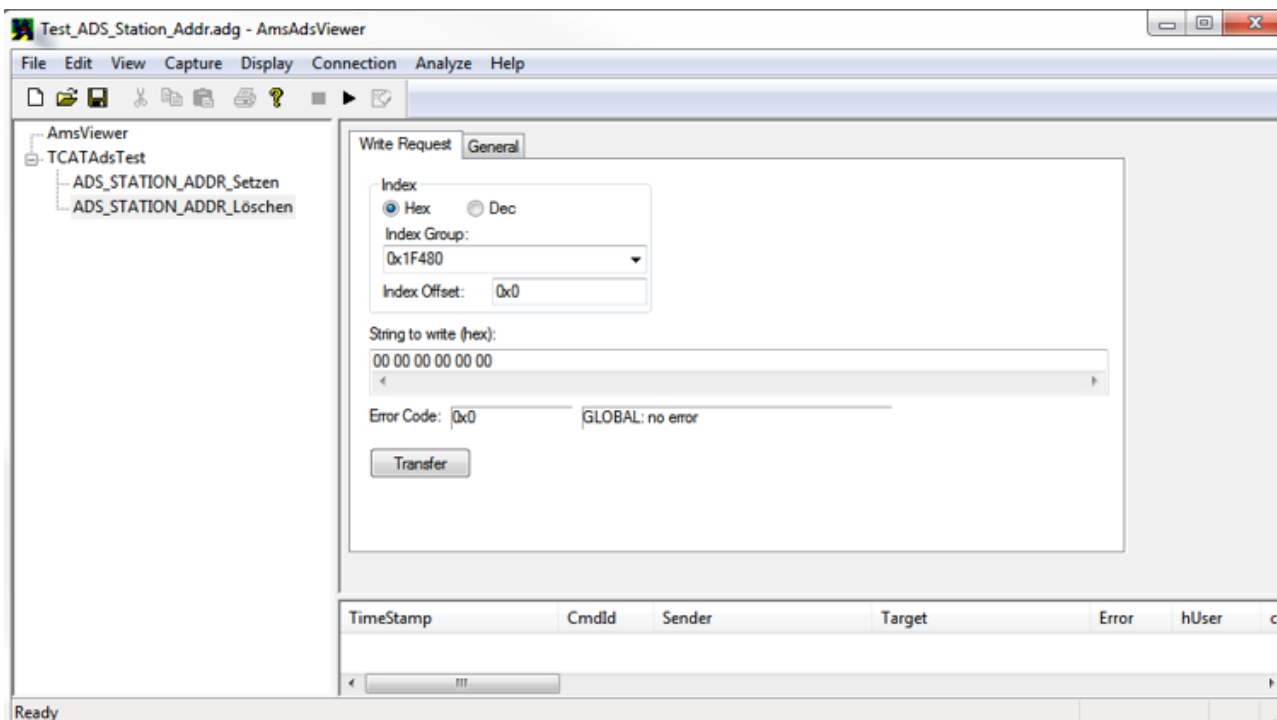 Test_ADS_Station_Addr.adg - AmsAdsViewer
File Edit View Capture Display Connection Analyze Help
AmsViewer
TCATAdsTest
ADS_STATION_ADDR_Setzen
ADS_STATION_ADDR_Löschen
Write Request General
Index
Hex Dec
Index Group:
0x1F480
Index Offset: 0x0
String to write (hex):
00 00 00 00 00 00
Error Code: 0x0 GLOBAL: no error
Transfer
TimeStamp CmdId Sender Target Error hUser c
Ready